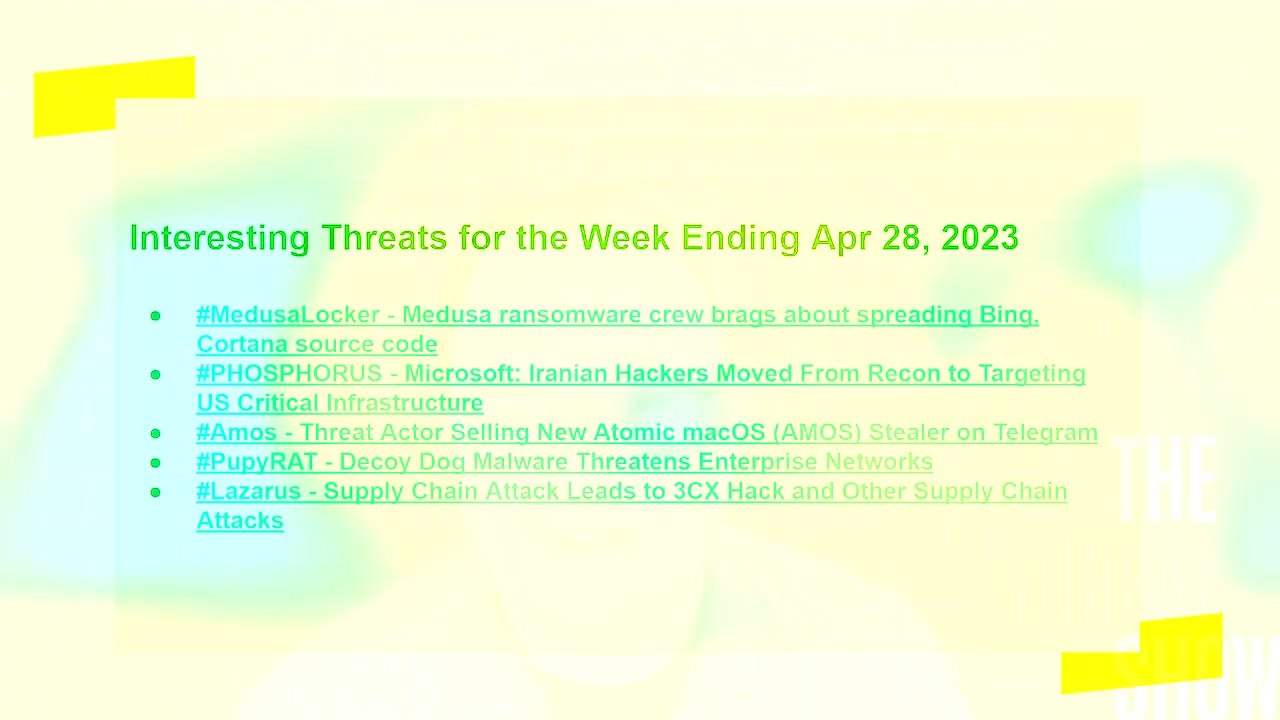 Interesting Threats for the Week Ending Apr 28, 2023
#MedusaLocker - Medusa ransomware crew brags about spreading Bing,
Cortana source code
#PHOSPHORUS - Microsoft: Iranian Hackers Moved From Recon to Targeting
US Critical Infrastructure
#Amos - Threat Actor Selling New Atomic macOS (AMOS) Stealer on Telegram
#PupyRAT - Decoy Dog Malware Threatens Enterprise Networks
#Lazarus - Supply Chain Attack Leads to 3CX Hack and Other Supply Chain
Attacks
THE
SHOW